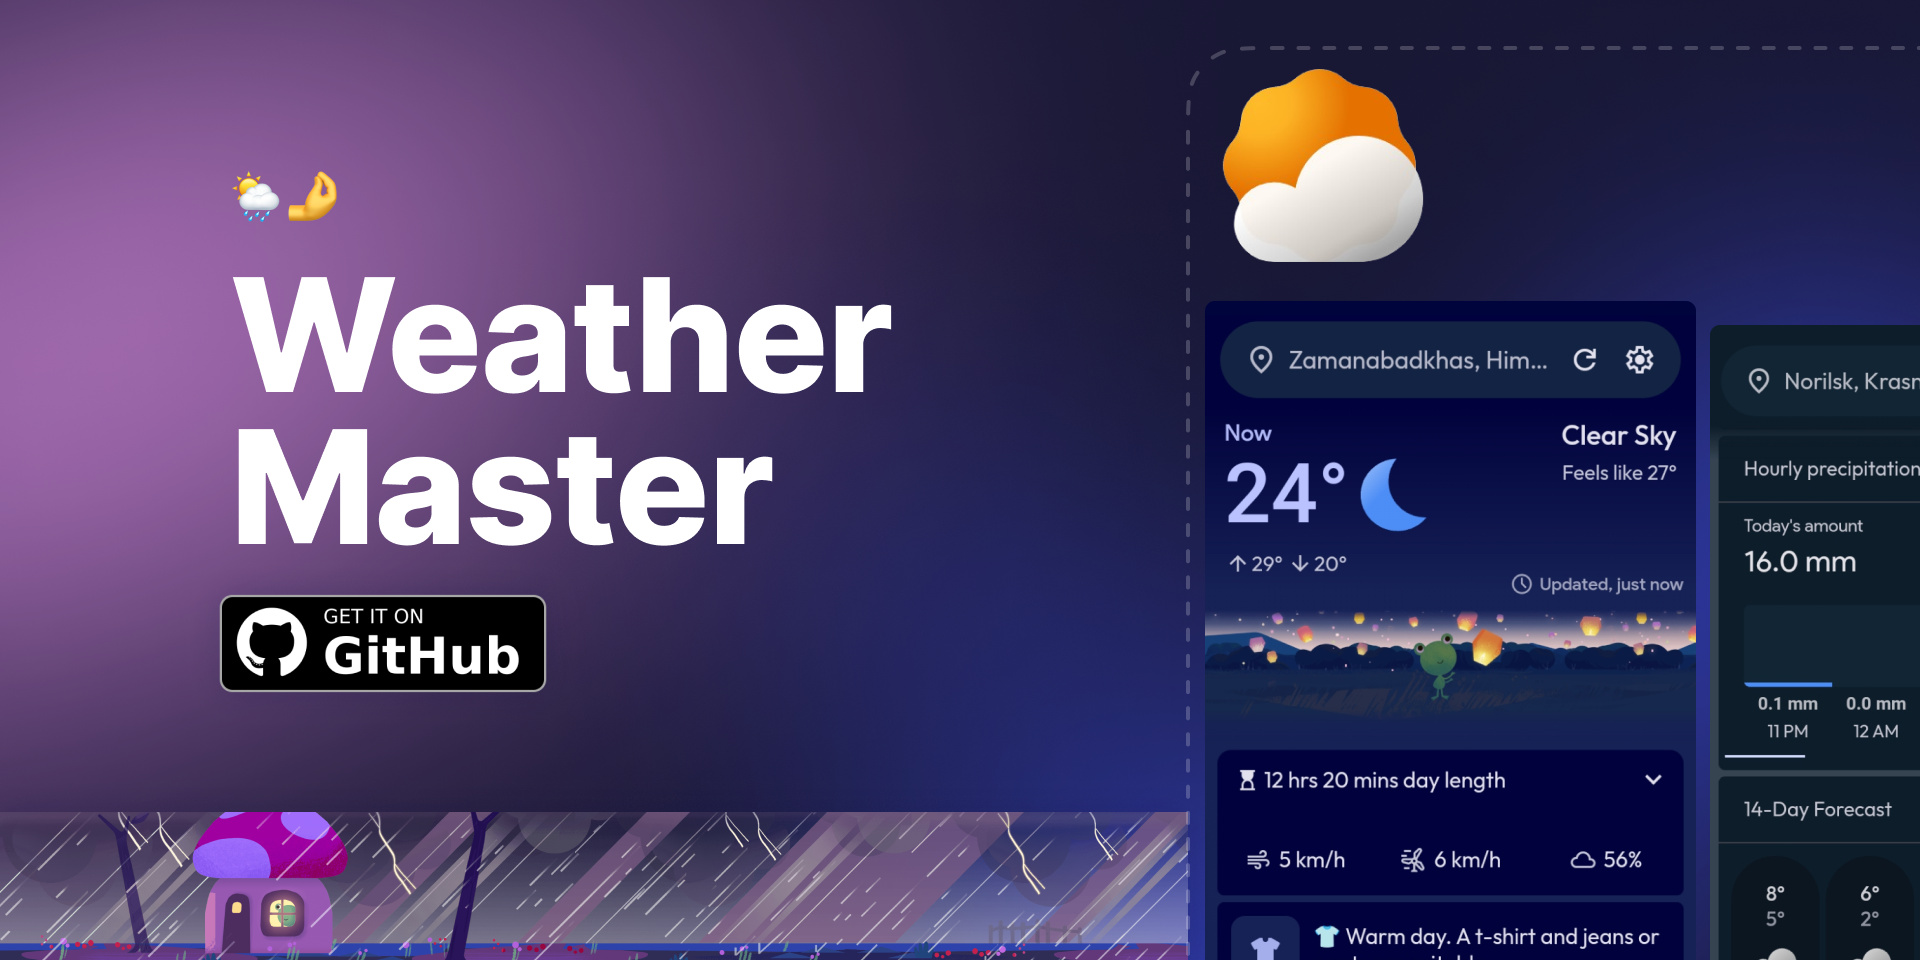 Weather
Master
GET IT ON
GitHub
Zamanabadkhas, Him...
Now
Clear Sky
24°
Feels like 27°
29° 20°
Updated, just now
12 hrs 20 mins day length
5 km/h 6 km/h 56%
Warm day. A t-shirt and jeans or
Norilsk, Krasn
Hourly precipitation
Today's amount
16.0 mm
0.1 mm 0.0 mm
11 PM 12 AM
14-Day Forecast
8° 6°
5° 2°